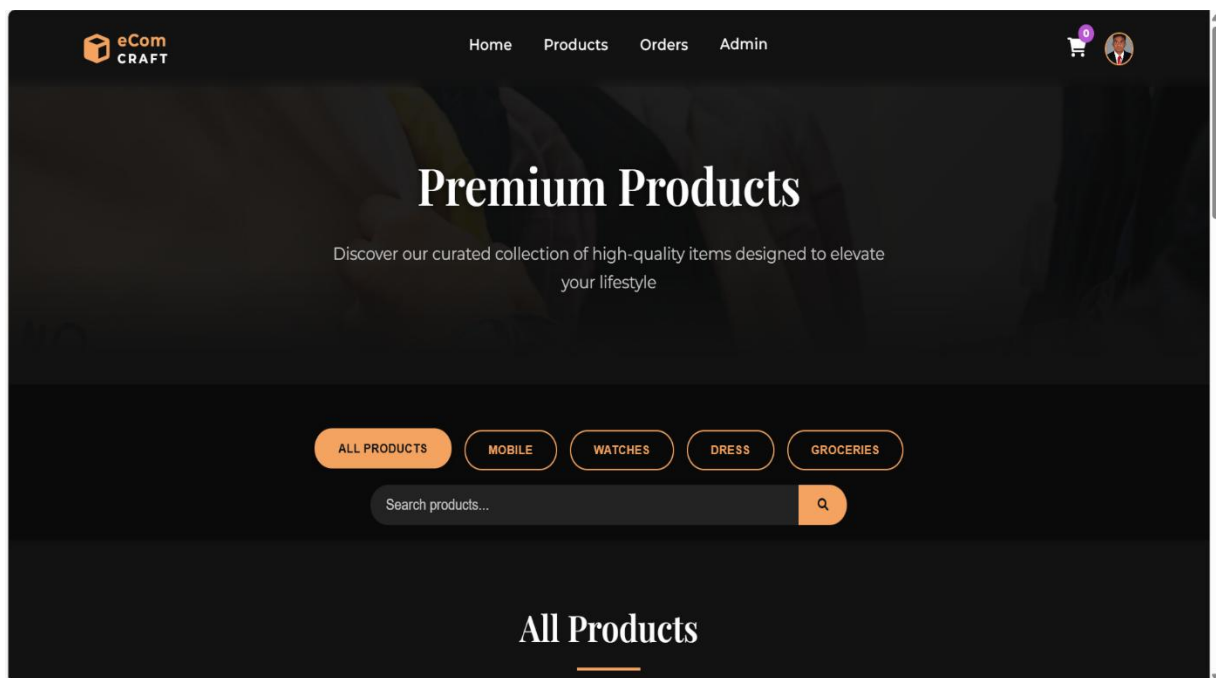 eCom
CRAFT
Home Products Orders Admin
0
Premium Products
Discover our curated collection of high-quality items designed to elevate
your lifestyle
ALL PRODUCTS MOBILE WATCHES DRESS GROCERIES
Search products...
All Products